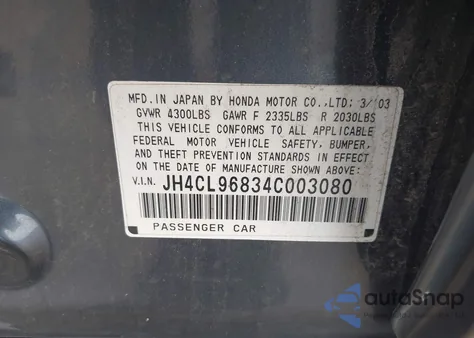 MFD. IN JAPAN BY HONDA MOTOR CO.,LTD; 3/03
GVWR 4300LBS GAWR F 2335LBS R 2030LBS
THIS VEHICLE CONFORMS TO ALL APPLICABLE
FEDERAL MOTOR VEHICLE SAFETY, BUMPER,
AND THEFT PREVENTION STANDARDS IN EFFECT
ON THE DATE OF MANUFACTURE SHOWN ABOVE:
V.I.N. JH4CL96834C003080
PASSENGER CAR
autoSnap